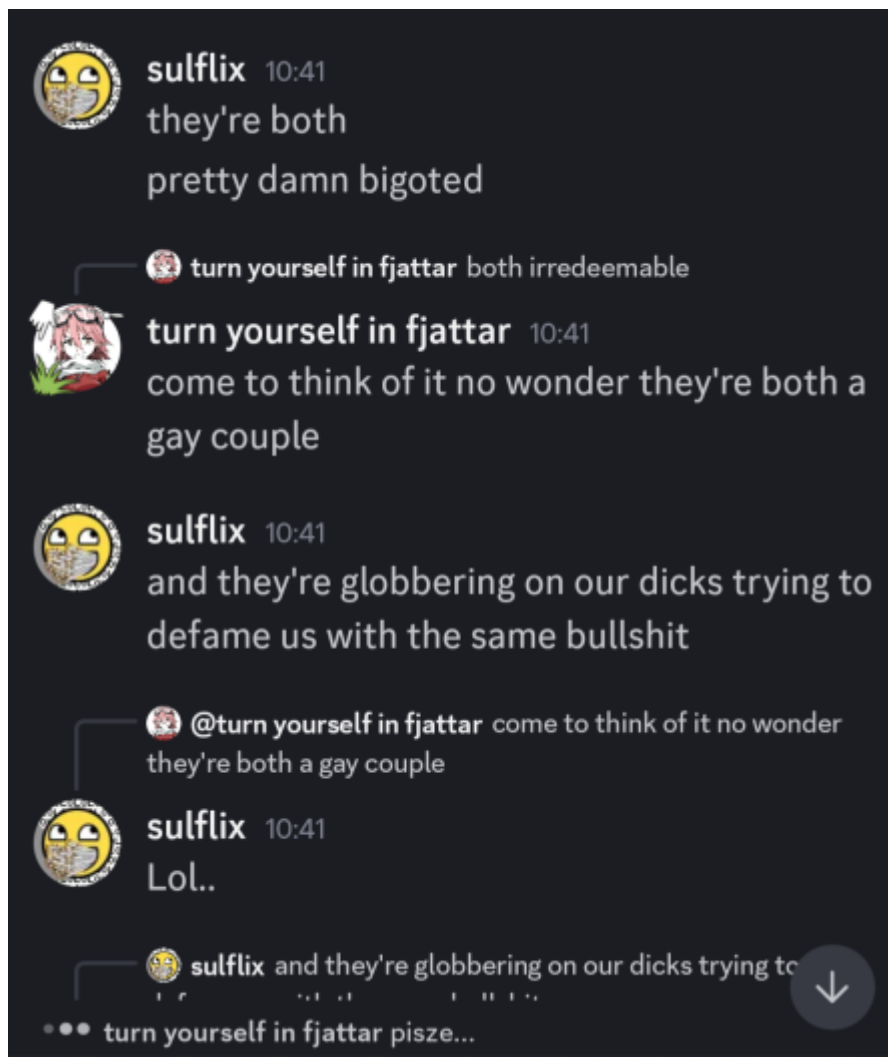 sulflix 10:41
they're both
pretty damn bigoted
turn yourself in fjattar both irredeemable
turn yourself in fjattar 10:41
come to think of it no wonder they're both a
gay couple
sulflix 10:41
and they're globbering on our dicks trying to
defame us with the same bullshit
@turn yourself in fjattar come to think of it no wonder
they're both a gay couple
sulflix 10:41
Lol..
sulflix and they're globbering on our dicks trying to
turn yourself in fjattar pisze...